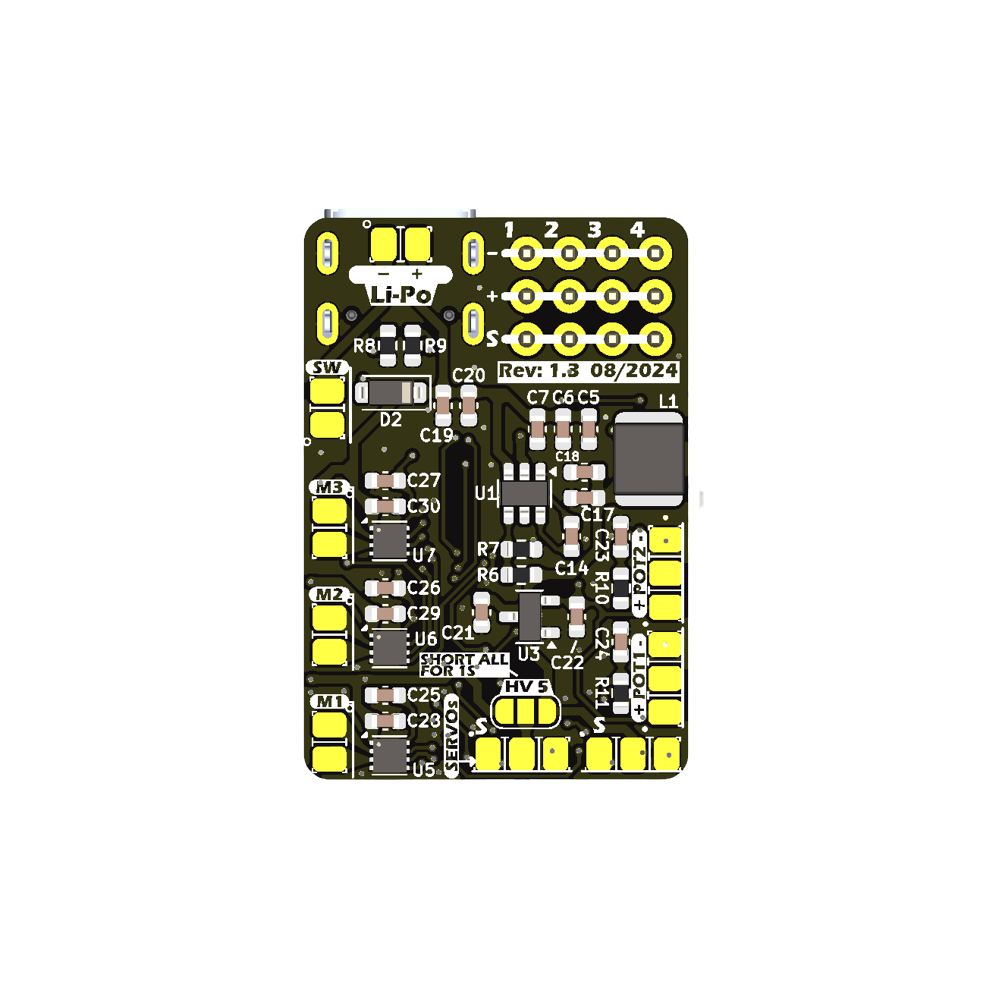 1 2 3 4
-
- +
Li-Po
+
S
R8 R9
Rev: 1.3 08/2024
SW
C20
D2
C7 C6 C5
L1
C19
C18
C27
M3
U1
C30
C17
C23
U7
R7
C14
+ POT2 -
R6
R10
C26
M2
C29
C21
U6
U3
C22
C24
SHORT ALL
FOR 1S
+ POT1 -
HV 5
R11
C25
M1
C28
SERVOs
S S
U5